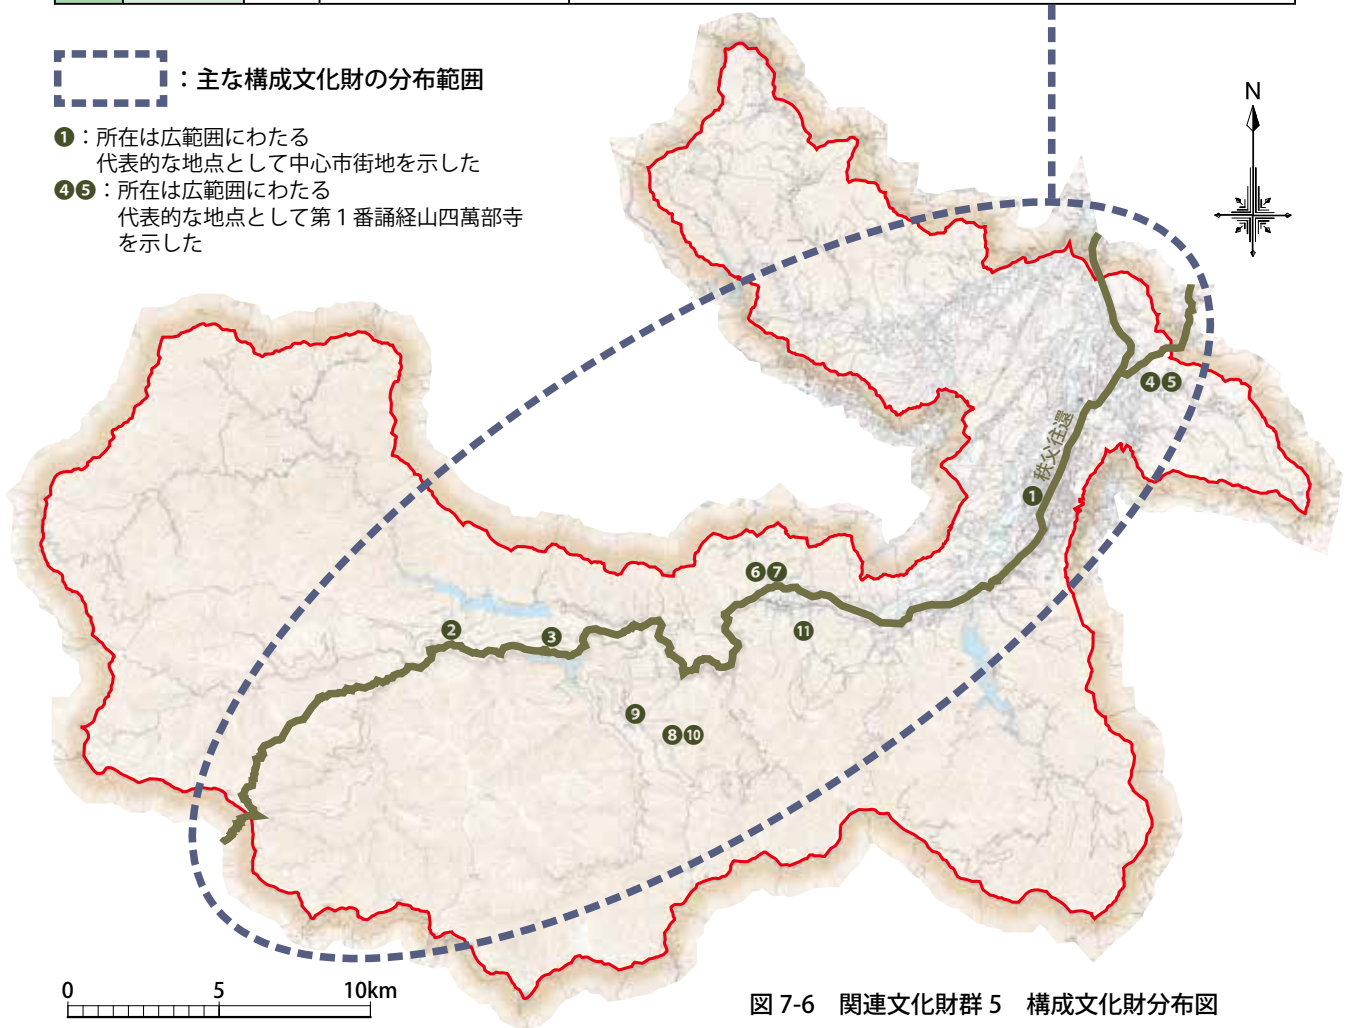 ：主な構成文化財の分布範囲
❶：所在は広範囲にわたる
代表的な地点として中心市街地を示した
❹❺：所在は広範囲にわたる
代表的な地点として第１番誦経山四萬部寺
を示した
N
秩父往還
❹❺
❶
❻❼
⓫
❷
❸
❾
❽❿
0 5 10km
図 7-6 関連文化財群 5 構成文化財分布図